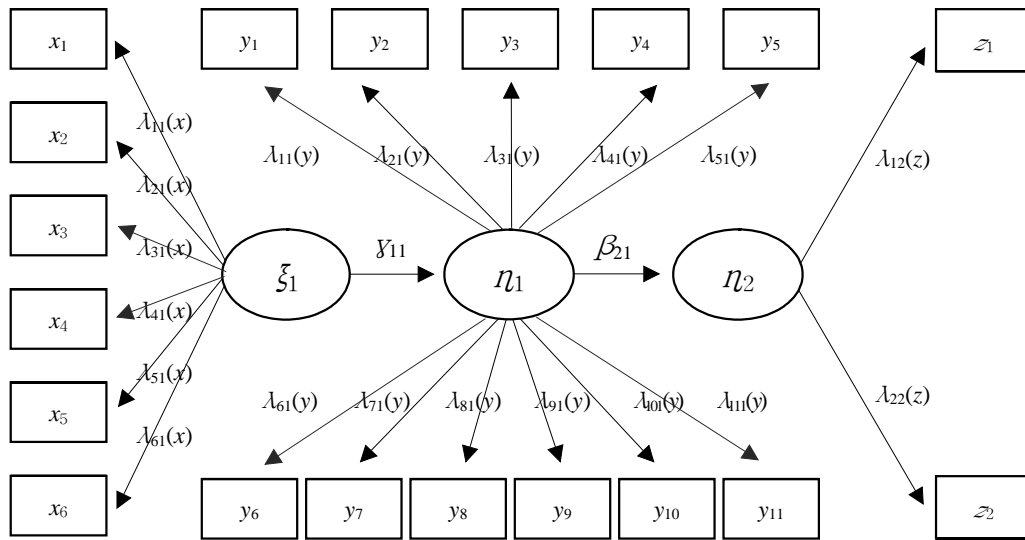 x₁ y₁ y₂ y₃ y₄ y₅ z₁
λ₁₁(x)
x₂
λ₁₁(y) λ₂₁(y) λ₃₁(y) λ₄₁(y) λ₅₁(y) λ₁₂(z)
λ₂₁(x)
x₃
λ₃₁(x) γ₁₁ β₂₁
ξ₁ η₁ η₂
λ₄₁(x)
x₄
λ₅₁(x)
λ₆₁(y) λ₇₁(y) λ₈₁(y) λ₉₁(y) λ₁₀₁(y) λ₁₁₁(y) λ₂₂(z)
x₅
λ₆₁(x)
x₆ y₆ y₇ y₈ y₉ y₁₀ y₁₁ z₂